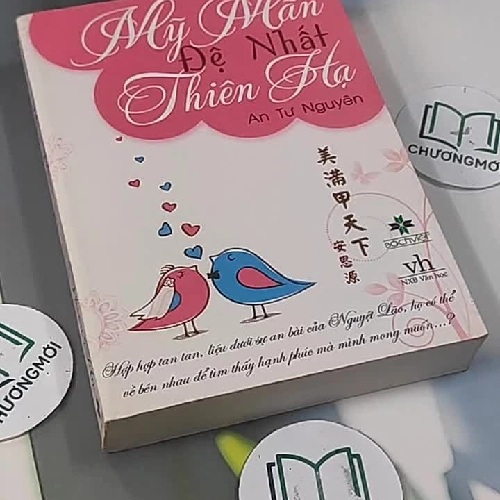 Mỹ Mãn
Đệ Nhất
Thiên Hạ
An Tư Nguyên
美滿甲天下
安思源
BÁCHVIỆT
vh
NXB Văn học
Hợp hợp tan tan, liệu dưới sự an bài của Nguyệt Lão, họ có thể
về bên nhau để tìm thấy hạnh phúc mà mình mong muốn...?
CHƯƠNGMỚI
CHƯƠNGMỚI